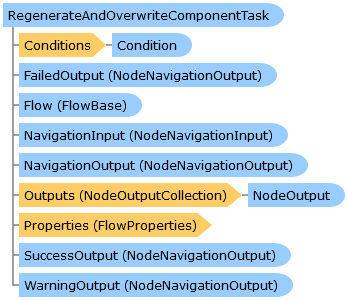 RegenerateAndOverwriteComponentTask
Conditions Condition
FailedOutput (NodeNavigationOutput)
Flow (FlowBase)
NavigationInput (NodeNavigationInput)
NavigationOutput (NodeNavigationOutput)
Outputs (NodeOutputCollection) NodeOutput
Properties (FlowProperties)
SuccessOutput (NodeNavigationOutput)
WarningOutput (NodeNavigationOutput)